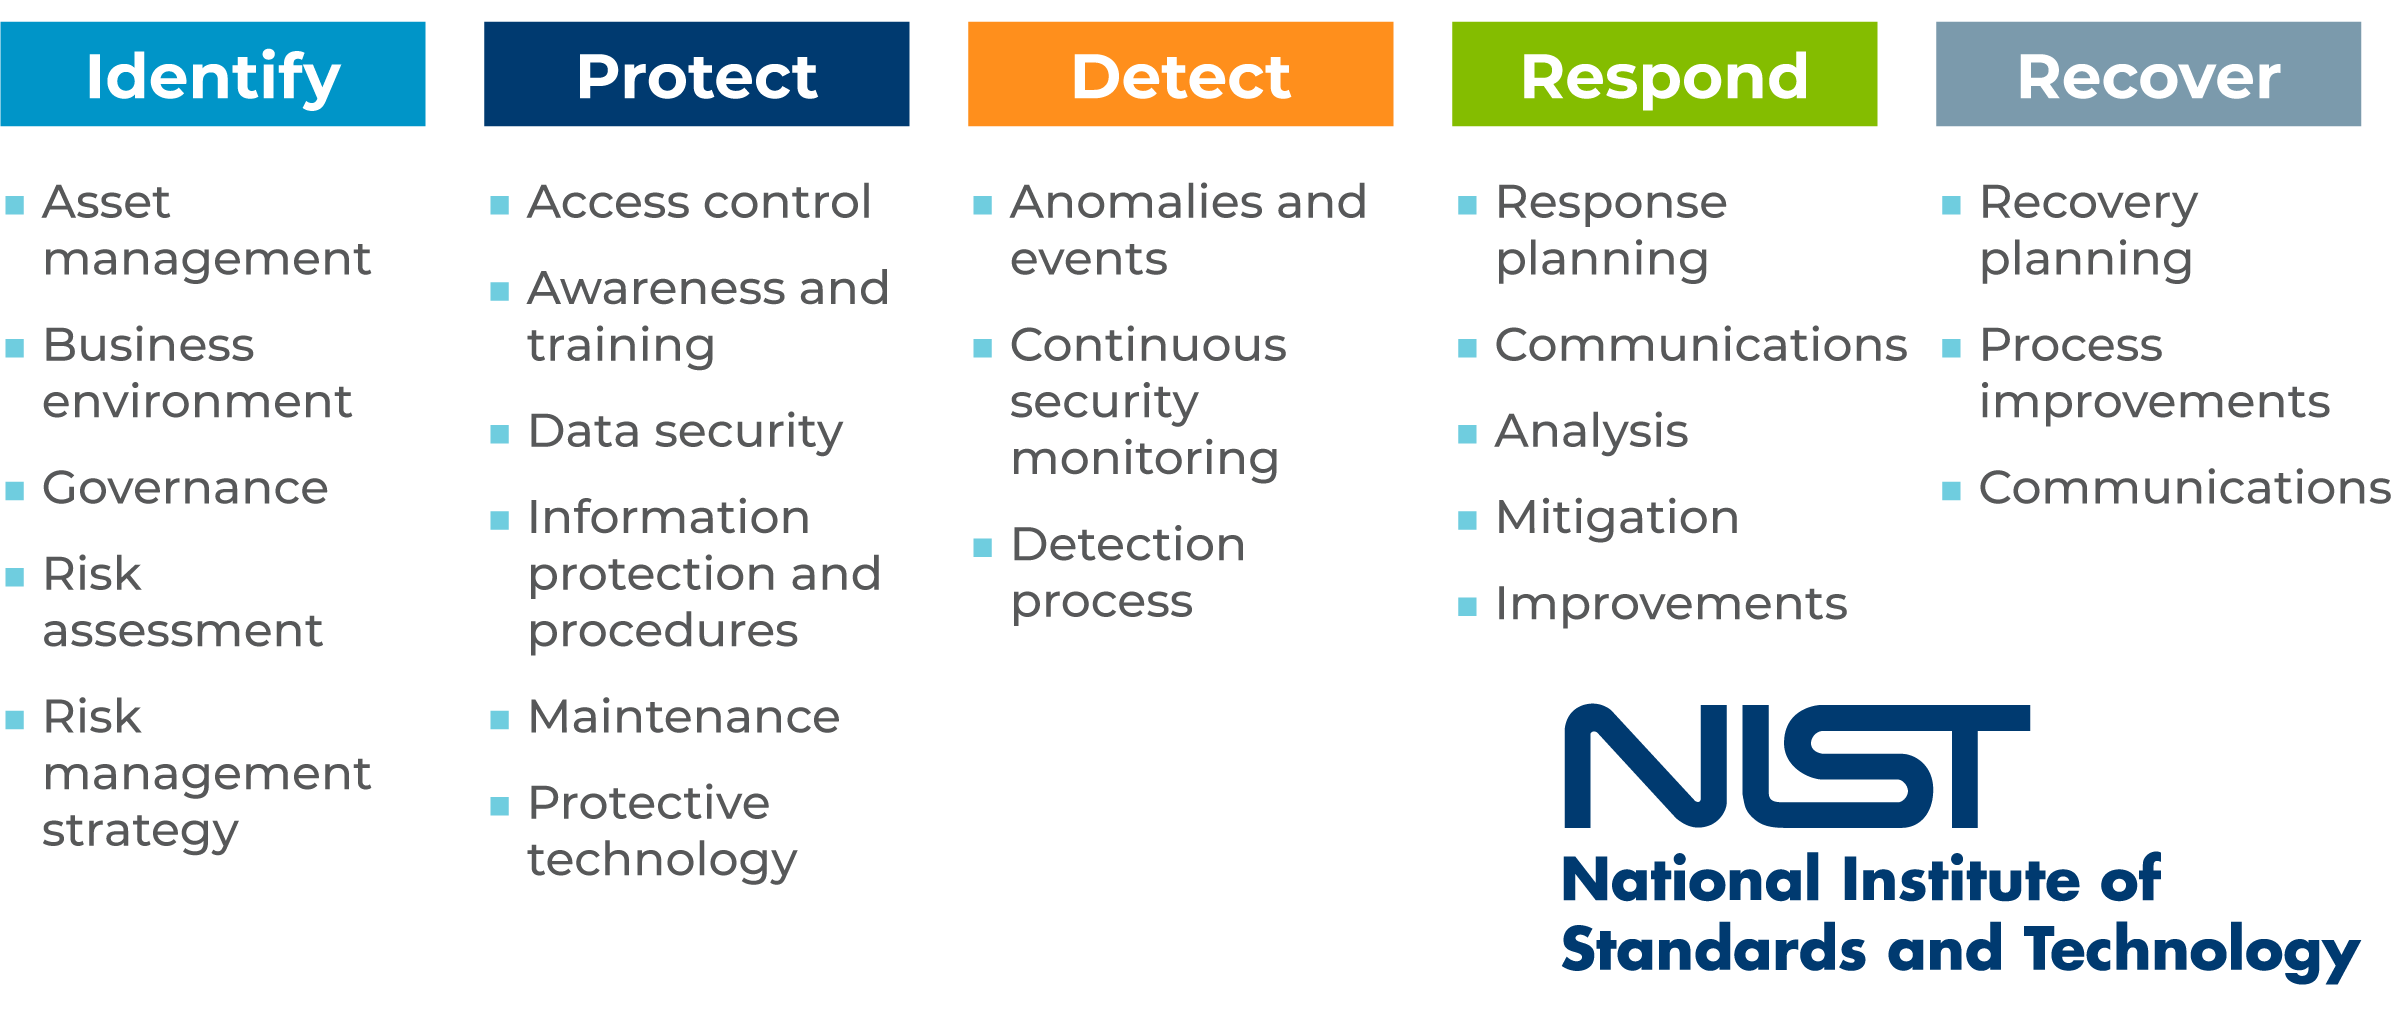 Identify
Asset
management
Business
environment
Governance
Risk
assessment
Risk
management
strategy
Protect
Access control
Awareness and
training
Data security
Information
protection and
procedures
Maintenance
Protective
technology
Detect
Anomalies and
events
Continuous
security
monitoring
Detection
process
Respond
Response
planning
Communications
Analysis
Mitigation
Improvements
Recover
Recovery
planning
Process
improvements
Communications
NIST
National Institute of
Standards and Technology